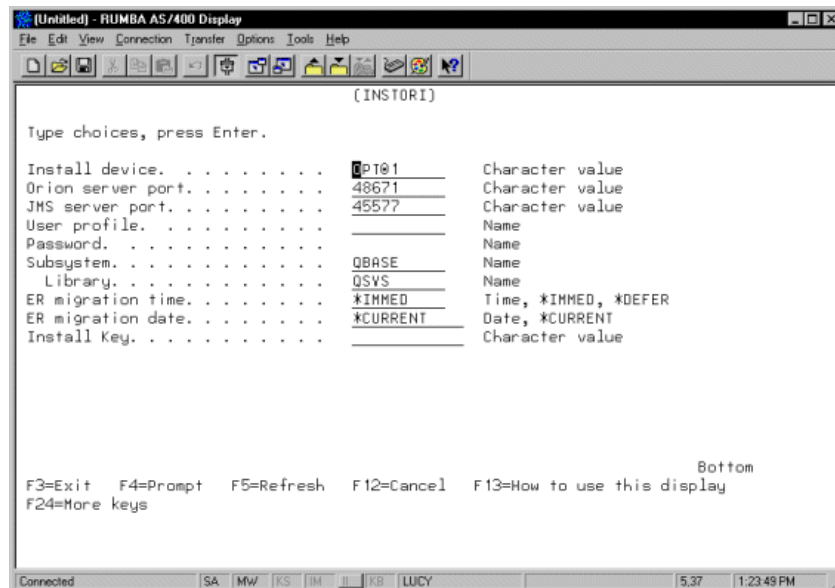 (Untitled) - RUMBA AS/400 Display
File Edit View Connection Transfer Options Tools Help
(INSTORI)
Type choices, press Enter.
Install device. . . . . . . . . OPT@1 Character value
Orion server port. . . . . . . . 48671 Character value
JMS server port. . . . . . . . . 45577 Character value
User profile. . . . . . . . . . Name
Password. . . . . . . . . . . . Name
Subsystem. . . . . . . . . . . . QBASE Name
Library. . . . . . . . . . . . QSYS Name
ER migration time. . . . . . . . *IMMED Time, *IMMED, *DEFER
ER migration date. . . . . . . . *CURRENT Date, *CURRENT
Install Key. . . . . . . . . . . Character value
Bottom
F3=Exit F4=Prompt F5=Refresh F12=Cancel F13=How to use this display
F24=More keys
Connected SA MW KS IM II KB LUCY 5,37 1:23:49 PM